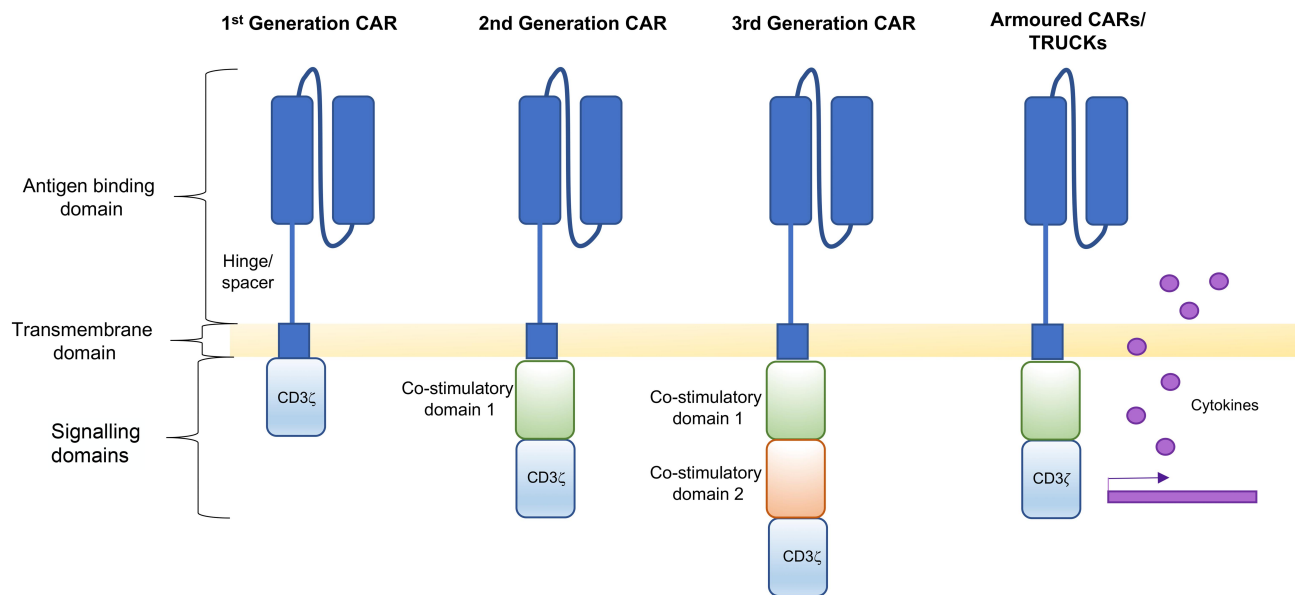 1st Generation CAR
2nd Generation CAR
3rd Generation CAR
Armoured CARs/
TRUCKs
Antigen binding
domain
Hinge/
spacer
Transmembrane
domain
Signalling
domains
CD3ζ
Co-stimulatory
domain 1
CD3ζ
Co-stimulatory
domain 1
Co-stimulatory
domain 2
CD3ζ
CD3ζ
Cytokines